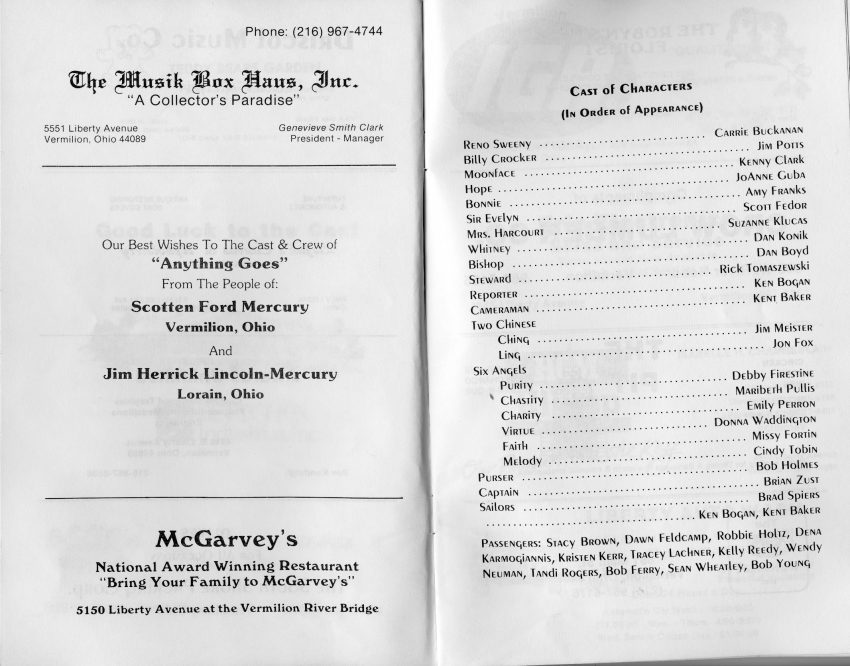 Phone: (216) 967-4744
The Musik Box Haus, Inc.
"A Collector's Paradise"
5551 Liberty Avenue
Vermilion, Ohio 44089
Genevieve Smith Clark
President - Manager
Our Best Wishes To The Cast & Crew of
"Anything Goes"
From The People of:
Scotten Ford Mercury
Vermilion, Ohio
And
Jim Herrick Lincoln-Mercury
Lorain, Ohio
McGarvey's
National Award Winning Restaurant
"Bring Your Family to McGarvey's"
5150 Liberty Avenue at the Vermilion River Bridge
Cast of Characters
(In Order of Appearance)
Reno Sweeny ........ Carrie Buckanan
Billy Crocker ........ Jim Potts
Moonface ........ Kenny Clark
Hope ........ JoAnne Guba
Bonnie ........ Amy Franks
Sir Evelyn ........ Scott Fedor
Mrs. Harcourt ........ Suzanne Klucas
Whitney ........ Dan Konik
Bishop ........ Dan Boyd
Steward ........ Rick Tomaszewski
Reporter ........ Ken Bogan
Cameraman ........ Kent Baker
Two Chinese
Ching ........ Jim Meister
Ling ........ Jon Fox
Six Angels
Purity ........ Debby Firestine
Chastity ........ Maribeth Pullis
Charity ........ Emily Perron
Virtue ........ Donna Waddington
Faith ........ Missy Fortin
Melody ........ Cindy Tobin
Purser ........ Bob Holmes
Captain ........ Brian Zust
Sailors ........ Brad Spiers
........ Ken Bogan, Kent Baker
Passengers: Stacy Brown, Dawn Feldcamp, Robbie Holtz, Dena
Karmogiannis, Kristen Kerr, Tracey Lachner, Kelly Reedy, Wendy
Neuman, Tandi Rogers, Bob Ferry, Sean Wheatley, Bob Young